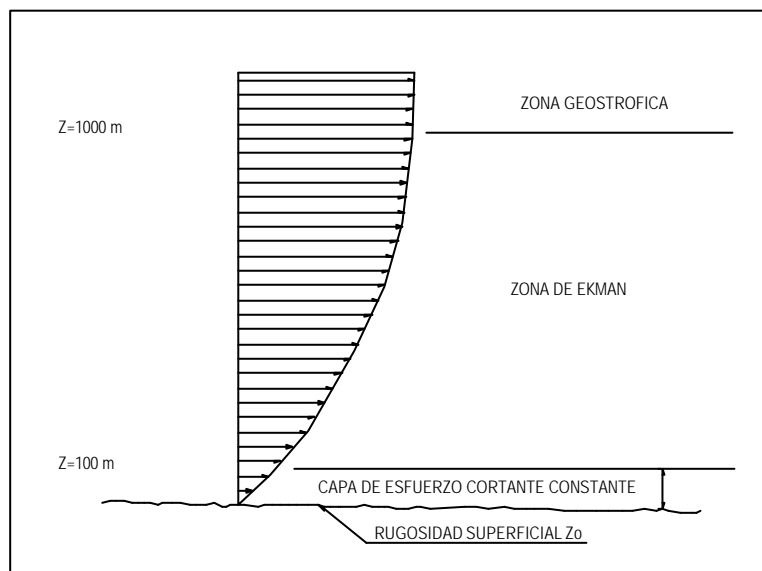 ZONA GEOSTROFICA
Z=1000 m
ZONA DE EKMAN
Z=100 m
CAPA DE ESFUERZO CORTANTE CONSTANTE
RUGOSIDAD SUPERFICIAL Zo